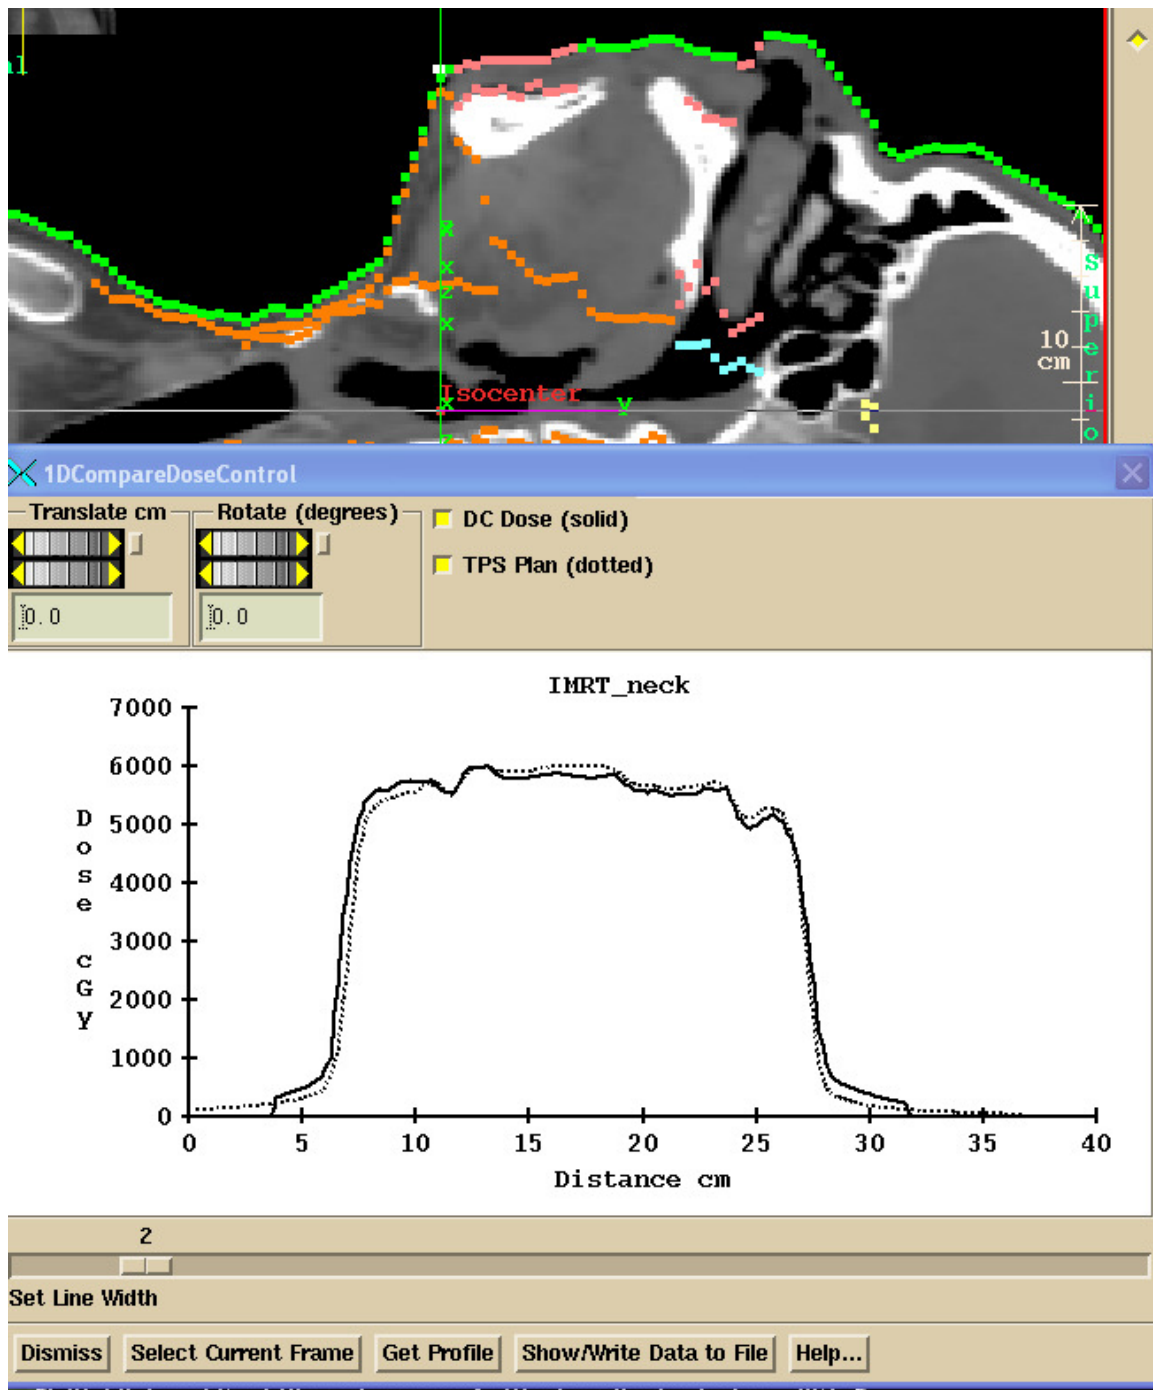 al
x
x
z
x
10
cm
Superio
Isocenter
x
y
z
1DCompareDoseControl
Translate cm
Rotate (degrees)
DC Dose (solid)
TPS Plan (dotted)
0.0
0.0
IMRT_neck
7000
6000
5000
4000
3000
2000
1000
0
Dose cGy
0 5 10 15 20 25 30 35 40
Distance cm
2
Set Line Width
Dismiss Select Current Frame Get Profile Show/Write Data to File Help...